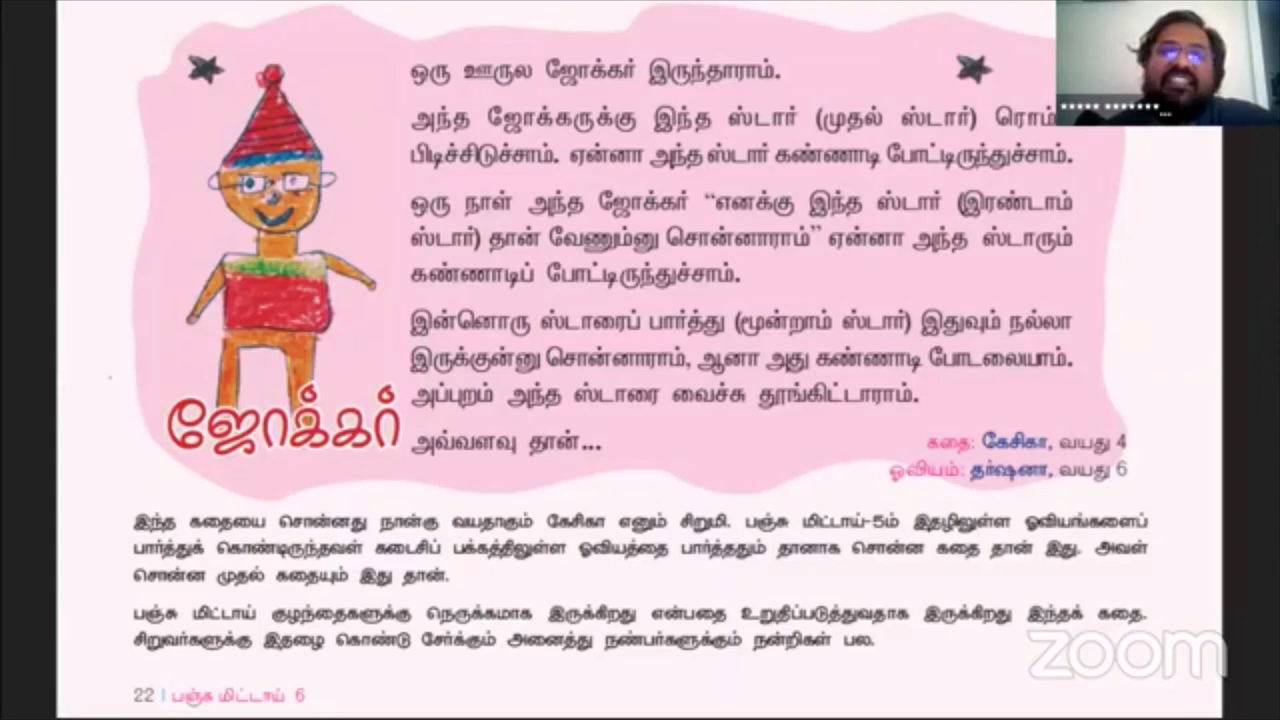 ஒரு ஊருல ஜோக்கர் இருந்தாராம்.
அந்த ஜோக்கருக்கு இந்த ஸ்டார் (முதல் ஸ்டார்)
பிடிச்சிடுச்சாம். ஏன்னா அந்த ஸ்டார் கண்ணாடி போட்டிருந்துச்சாம்.
ஒரு நாள் அந்த ஜோக்கர் “எனக்கு இந்த ஸ்டார் (இரண்டாம்
ஸ்டார்) தான் வேணும்னு சொன்னாராம்” ஏன்னா அந்த ஸ்டாரும்
கண்ணாடிப் போட்டிருந்துச்சாம்.
இன்னொரு ஸ்டாரைப் பார்த்து (மூன்றாம் ஸ்டார்) இதுவும் நல்லா
இருக்குன்னு சொன்னாராம், ஆனா அது கண்ணாடி போடலையாம்.
அப்புறம் அந்த ஸ்டாரை வைச்சு தூங்கிட்டாராம்.
அவ்வளவு தான்...
ஜோக்கர்
கதை: கேசிகா, வயது 4
ஓவியம்: தர்ஷனா, வயது 6
இந்த கதையை சொன்னது நான்கு வயதாகும் கேசிகா எனும் சிறுமி. பஞ்சு மிட்டாய்-5ம் இதழிலுள்ள ஓவியங்களைப்
பார்த்துக் கொண்டிருந்தவள் கடைசிப் பக்கத்திலுள்ள ஓவியத்தை பார்த்ததும் தானாக சொன்ன கதை தான் இது. அவள்
சொன்ன முதல் கதையும் இது தான்.
பஞ்சு மிட்டாய் குழந்தைகளுக்கு நெருக்கமாக இருக்கிறது என்பதை உறுதிப்படுத்துவதாக இருக்கிறது இந்தக் கதை.
சிறுவர்களுக்கு இதழை கொண்டு சேர்க்கும் அனைத்து நண்பர்களுக்கும் நன்றிகள் பல.
22 | பஞ்சு மிட்டாய் 6
zoom